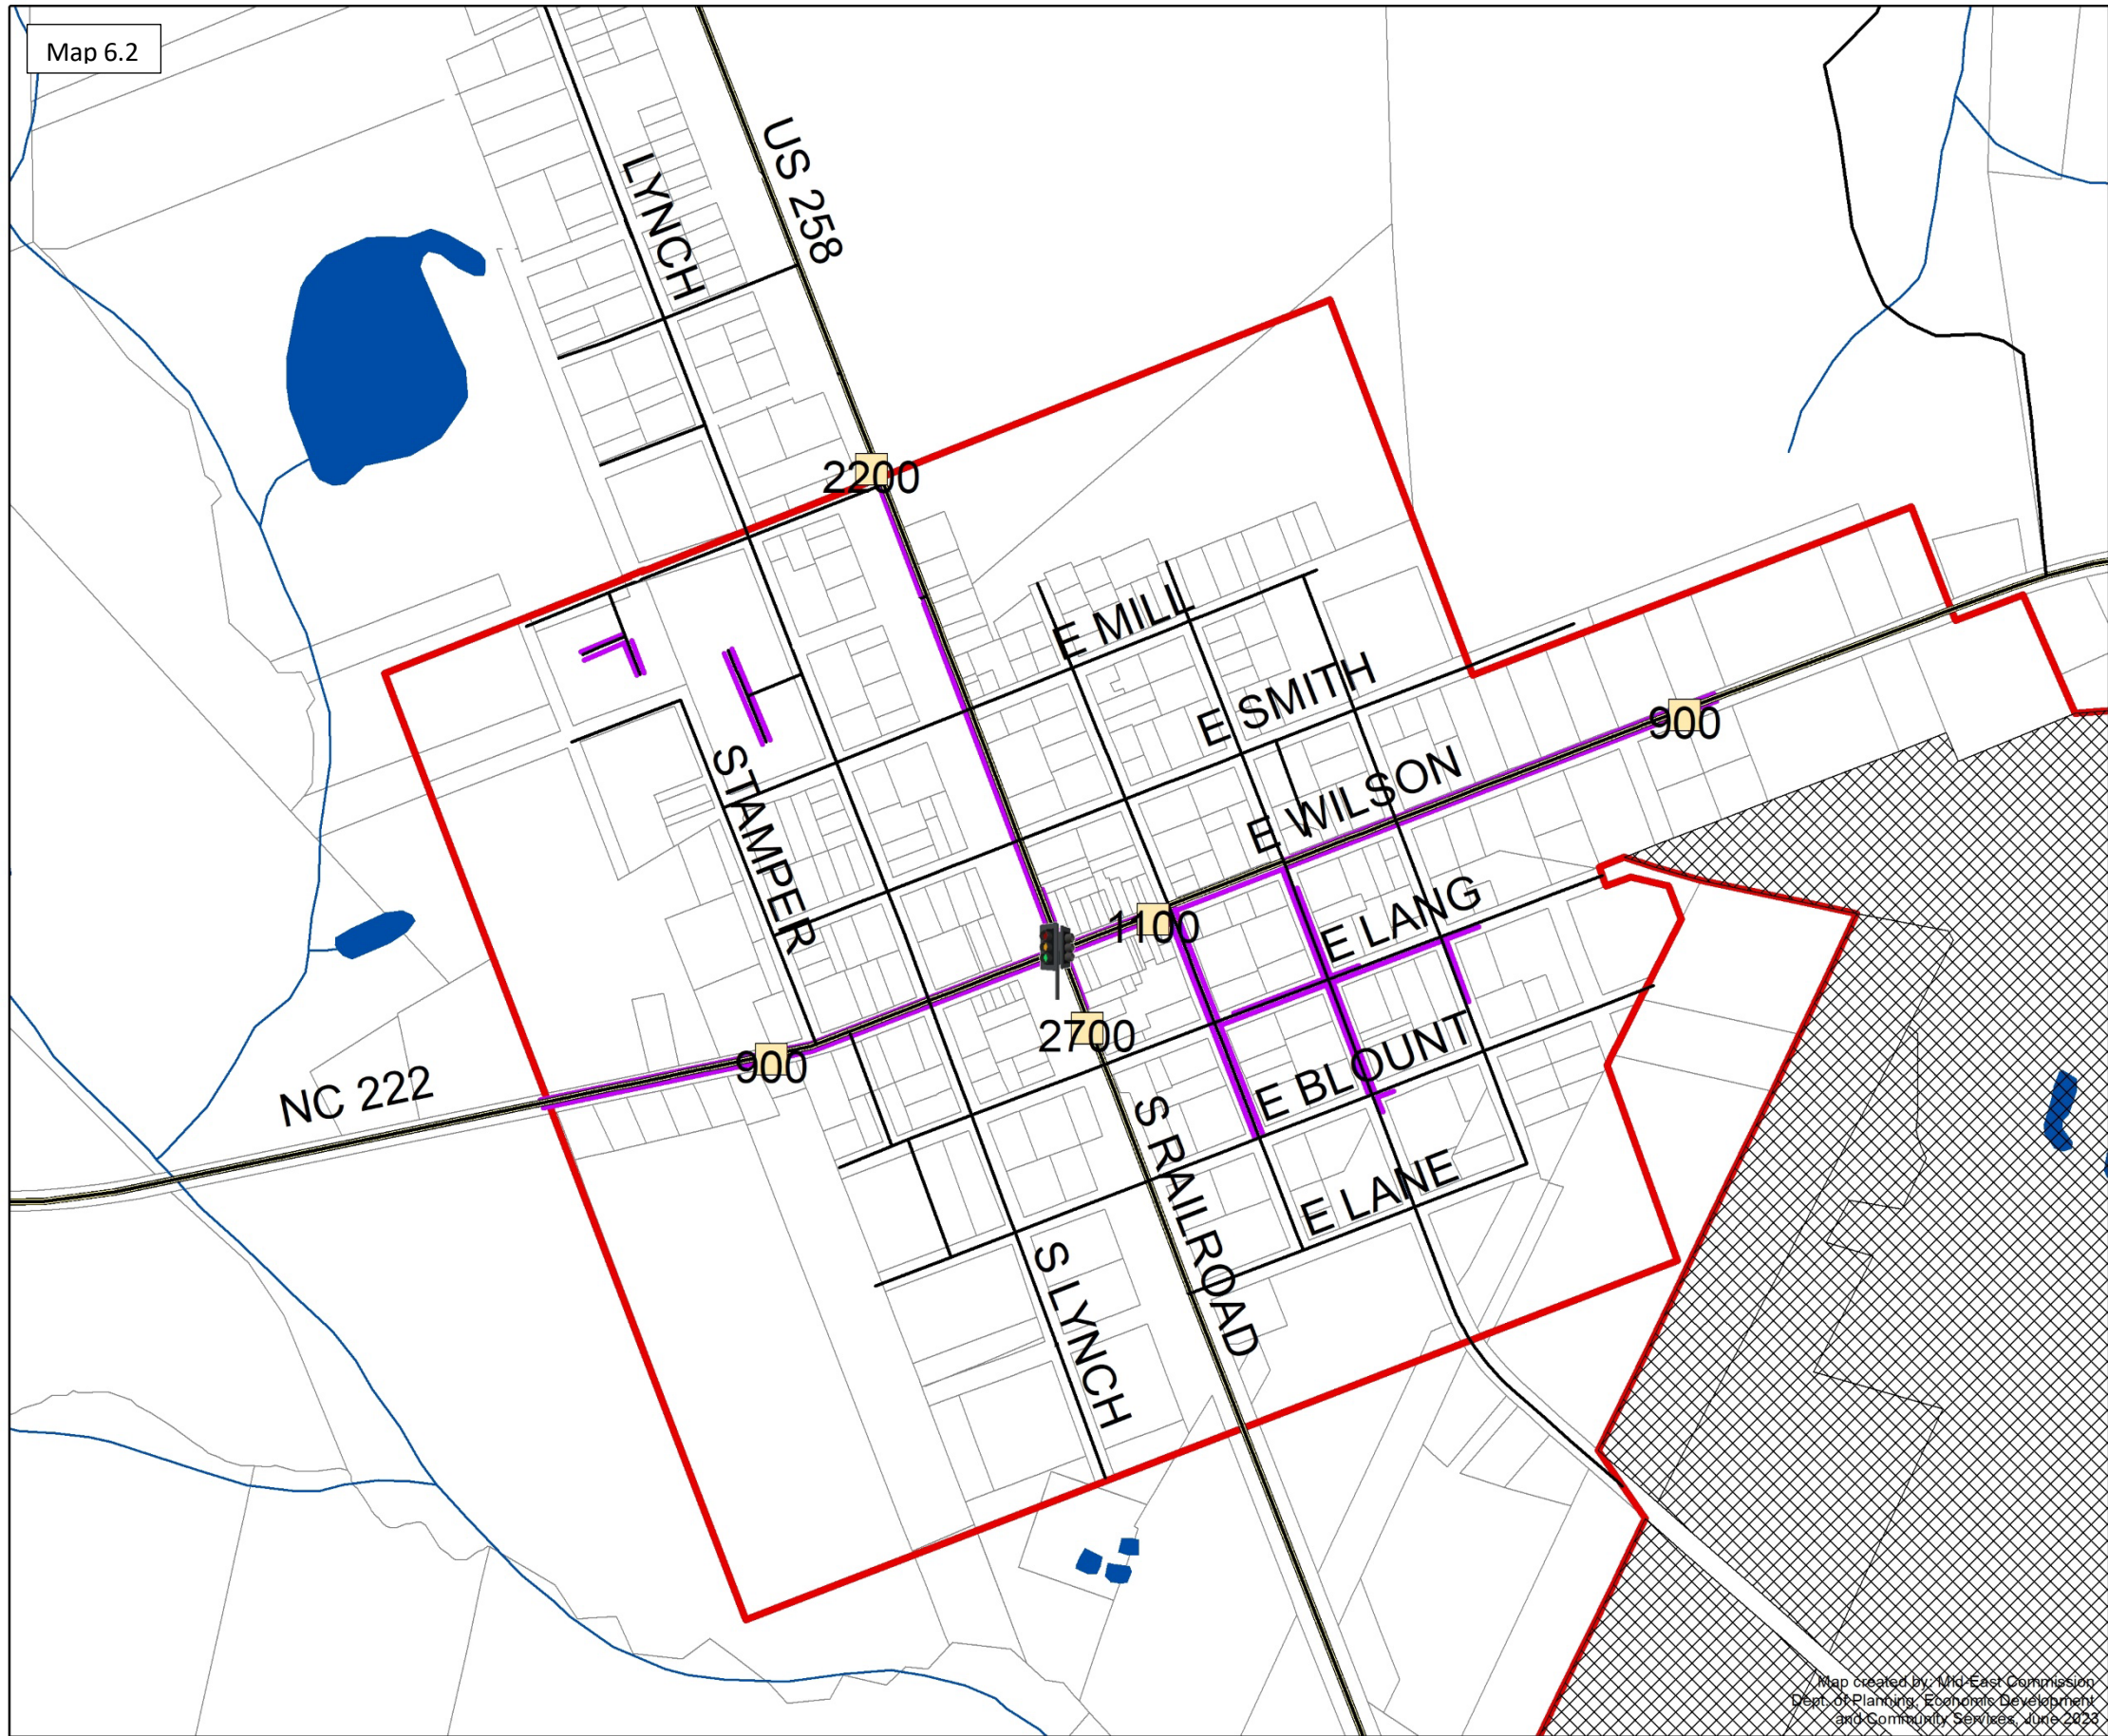 Map 6.2
LYNCH
US 258
2200
E MILL
E SMITH
E WILSON
900
STAMPER
E LANG
1100
2700
900
NC 222
E BLOUNT
S RAILROAD
E LANE
S LYNCH
Map created by: Mid-East Commission
Dept. of Planning, Economic Development
and Community Services, June 2023